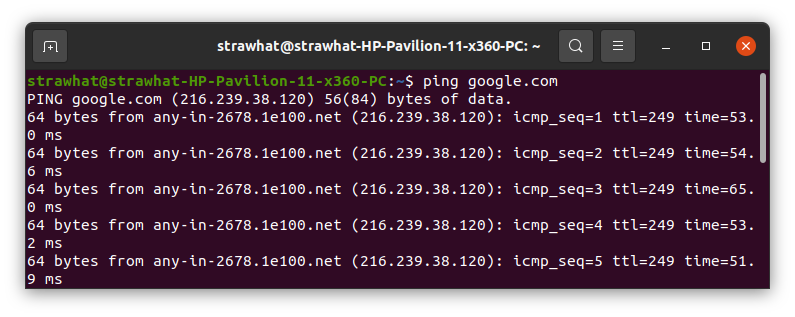 strawhat@strawhat-HP-Pavilion-11-x360-PC: ~
strawhat@strawhat-HP-Pavilion-11-x360-PC:~$ ping google.com
PING google.com (216.239.38.120) 56(84) bytes of data.
64 bytes from any-in-2678.1e100.net (216.239.38.120): icmp_seq=1 ttl=249 time=53.
0 ms
64 bytes from any-in-2678.1e100.net (216.239.38.120): icmp_seq=2 ttl=249 time=54.
6 ms
64 bytes from any-in-2678.1e100.net (216.239.38.120): icmp_seq=3 ttl=249 time=65.
0 ms
64 bytes from any-in-2678.1e100.net (216.239.38.120): icmp_seq=4 ttl=249 time=53.
2 ms
64 bytes from any-in-2678.1e100.net (216.239.38.120): icmp_seq=5 ttl=249 time=51.
9 ms